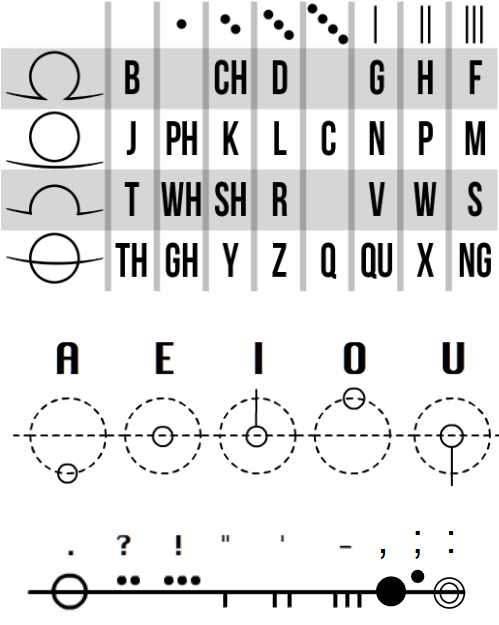 B CH D G H F
J PH K L C N P M
T WH SH R V W S
TH GH Y Z Q QU X NG
A E I O U
. ? ! " ' - , ; :